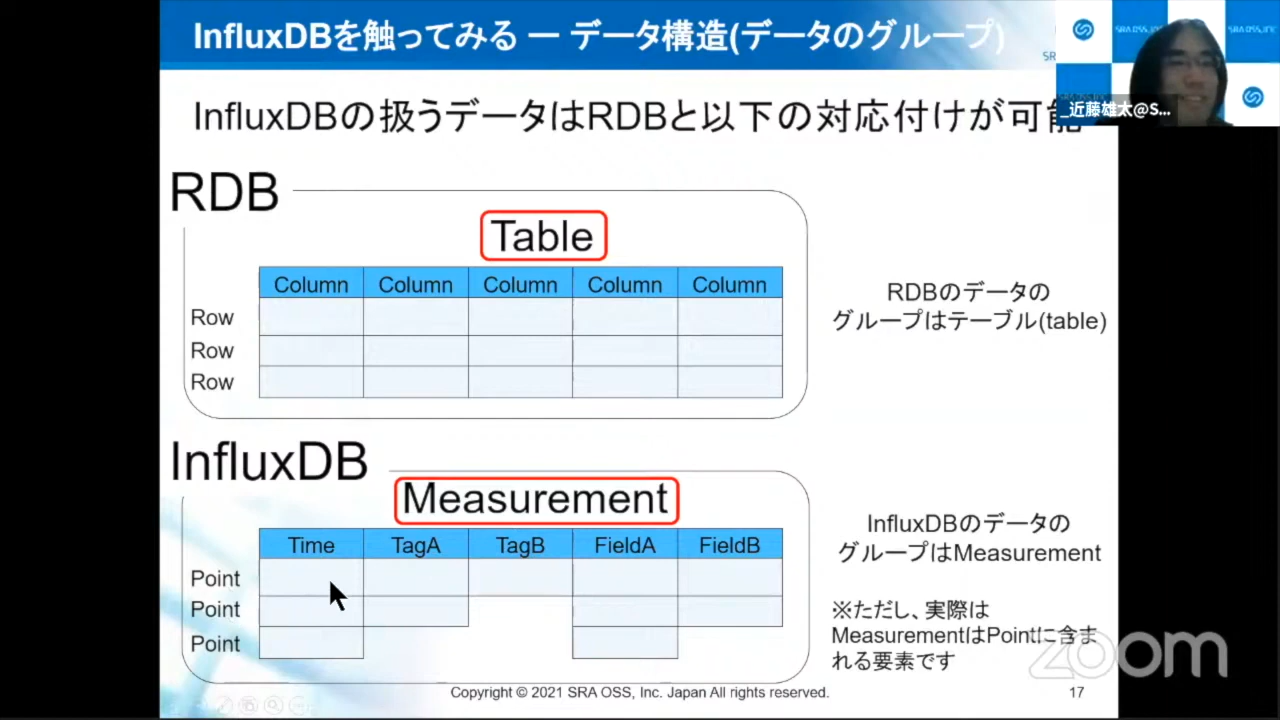 InfluxDBを触ってみる ー データ構造(データのグループ)
SRA OSS, Inc.
SRA OSS, Inc.
_近藤雄太@S...
InfluxDBの扱うデータはRDBと以下の対応付けが可能
RDB
Table
Column Column Column Column Column
Row
Row
Row
RDBのデータの
グループはテーブル(table)
InfluxDB
Measurement
Time TagA TagB FieldA FieldB
Point
Point
Point
InfluxDBのデータの
グループはMeasurement
※ただし、実際は
MeasurementはPointに含ま
れる要素です
zoom
Copyright © 2021 SRA OSS, Inc. Japan All rights reserved.
17